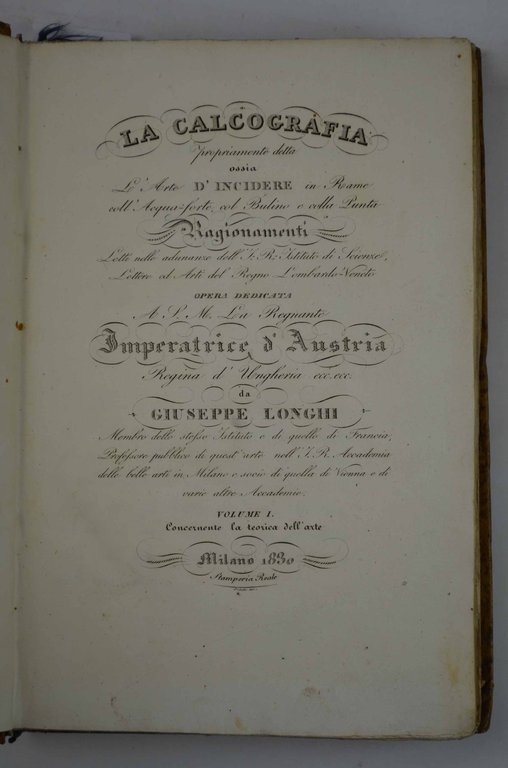 LA CALCOGRAFIA
propriamente detta
ossia
L'Arte D'INCIDERE in Rame
coll'Acqua-forte, col Bulino e colla Punta
Ragionamenti
Letti nelle adunanze dell'I. R. Istituto di Scienze,
Lettere ed Arti del Regno Lombardo-Veneto
OPERA DEDICATA
A S. M. La Regnante
Imperatrice d'Austria
Regina d'Ungheria ecc. ecc.
da
GIUSEPPE LONGHI
Membro dello stesso Istituto e di quello di Francia,
Professore pubblico di quest'arte nell'I. R. Accademia
delle belle arti in Milano e socio di quella di Vienna e di
varie altre Accademie.
VOLUME I.
Concernente la teorica dell'arte
Milano 1830
Stamperia Reale